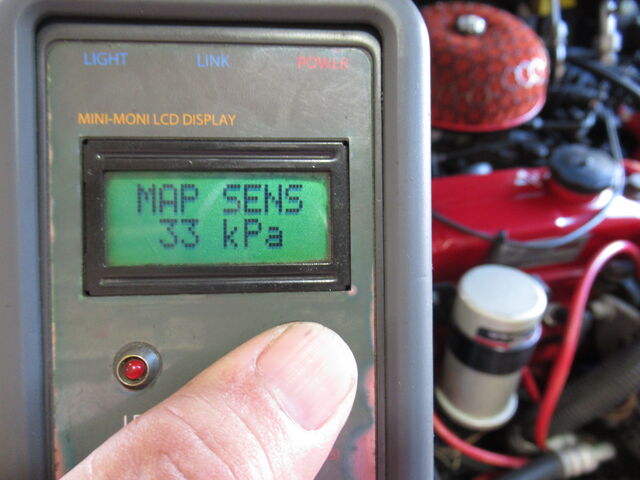 LIGHT LINK POWER
MINI-MONI LCD DISPLAY
MAP SENS
33 kPa